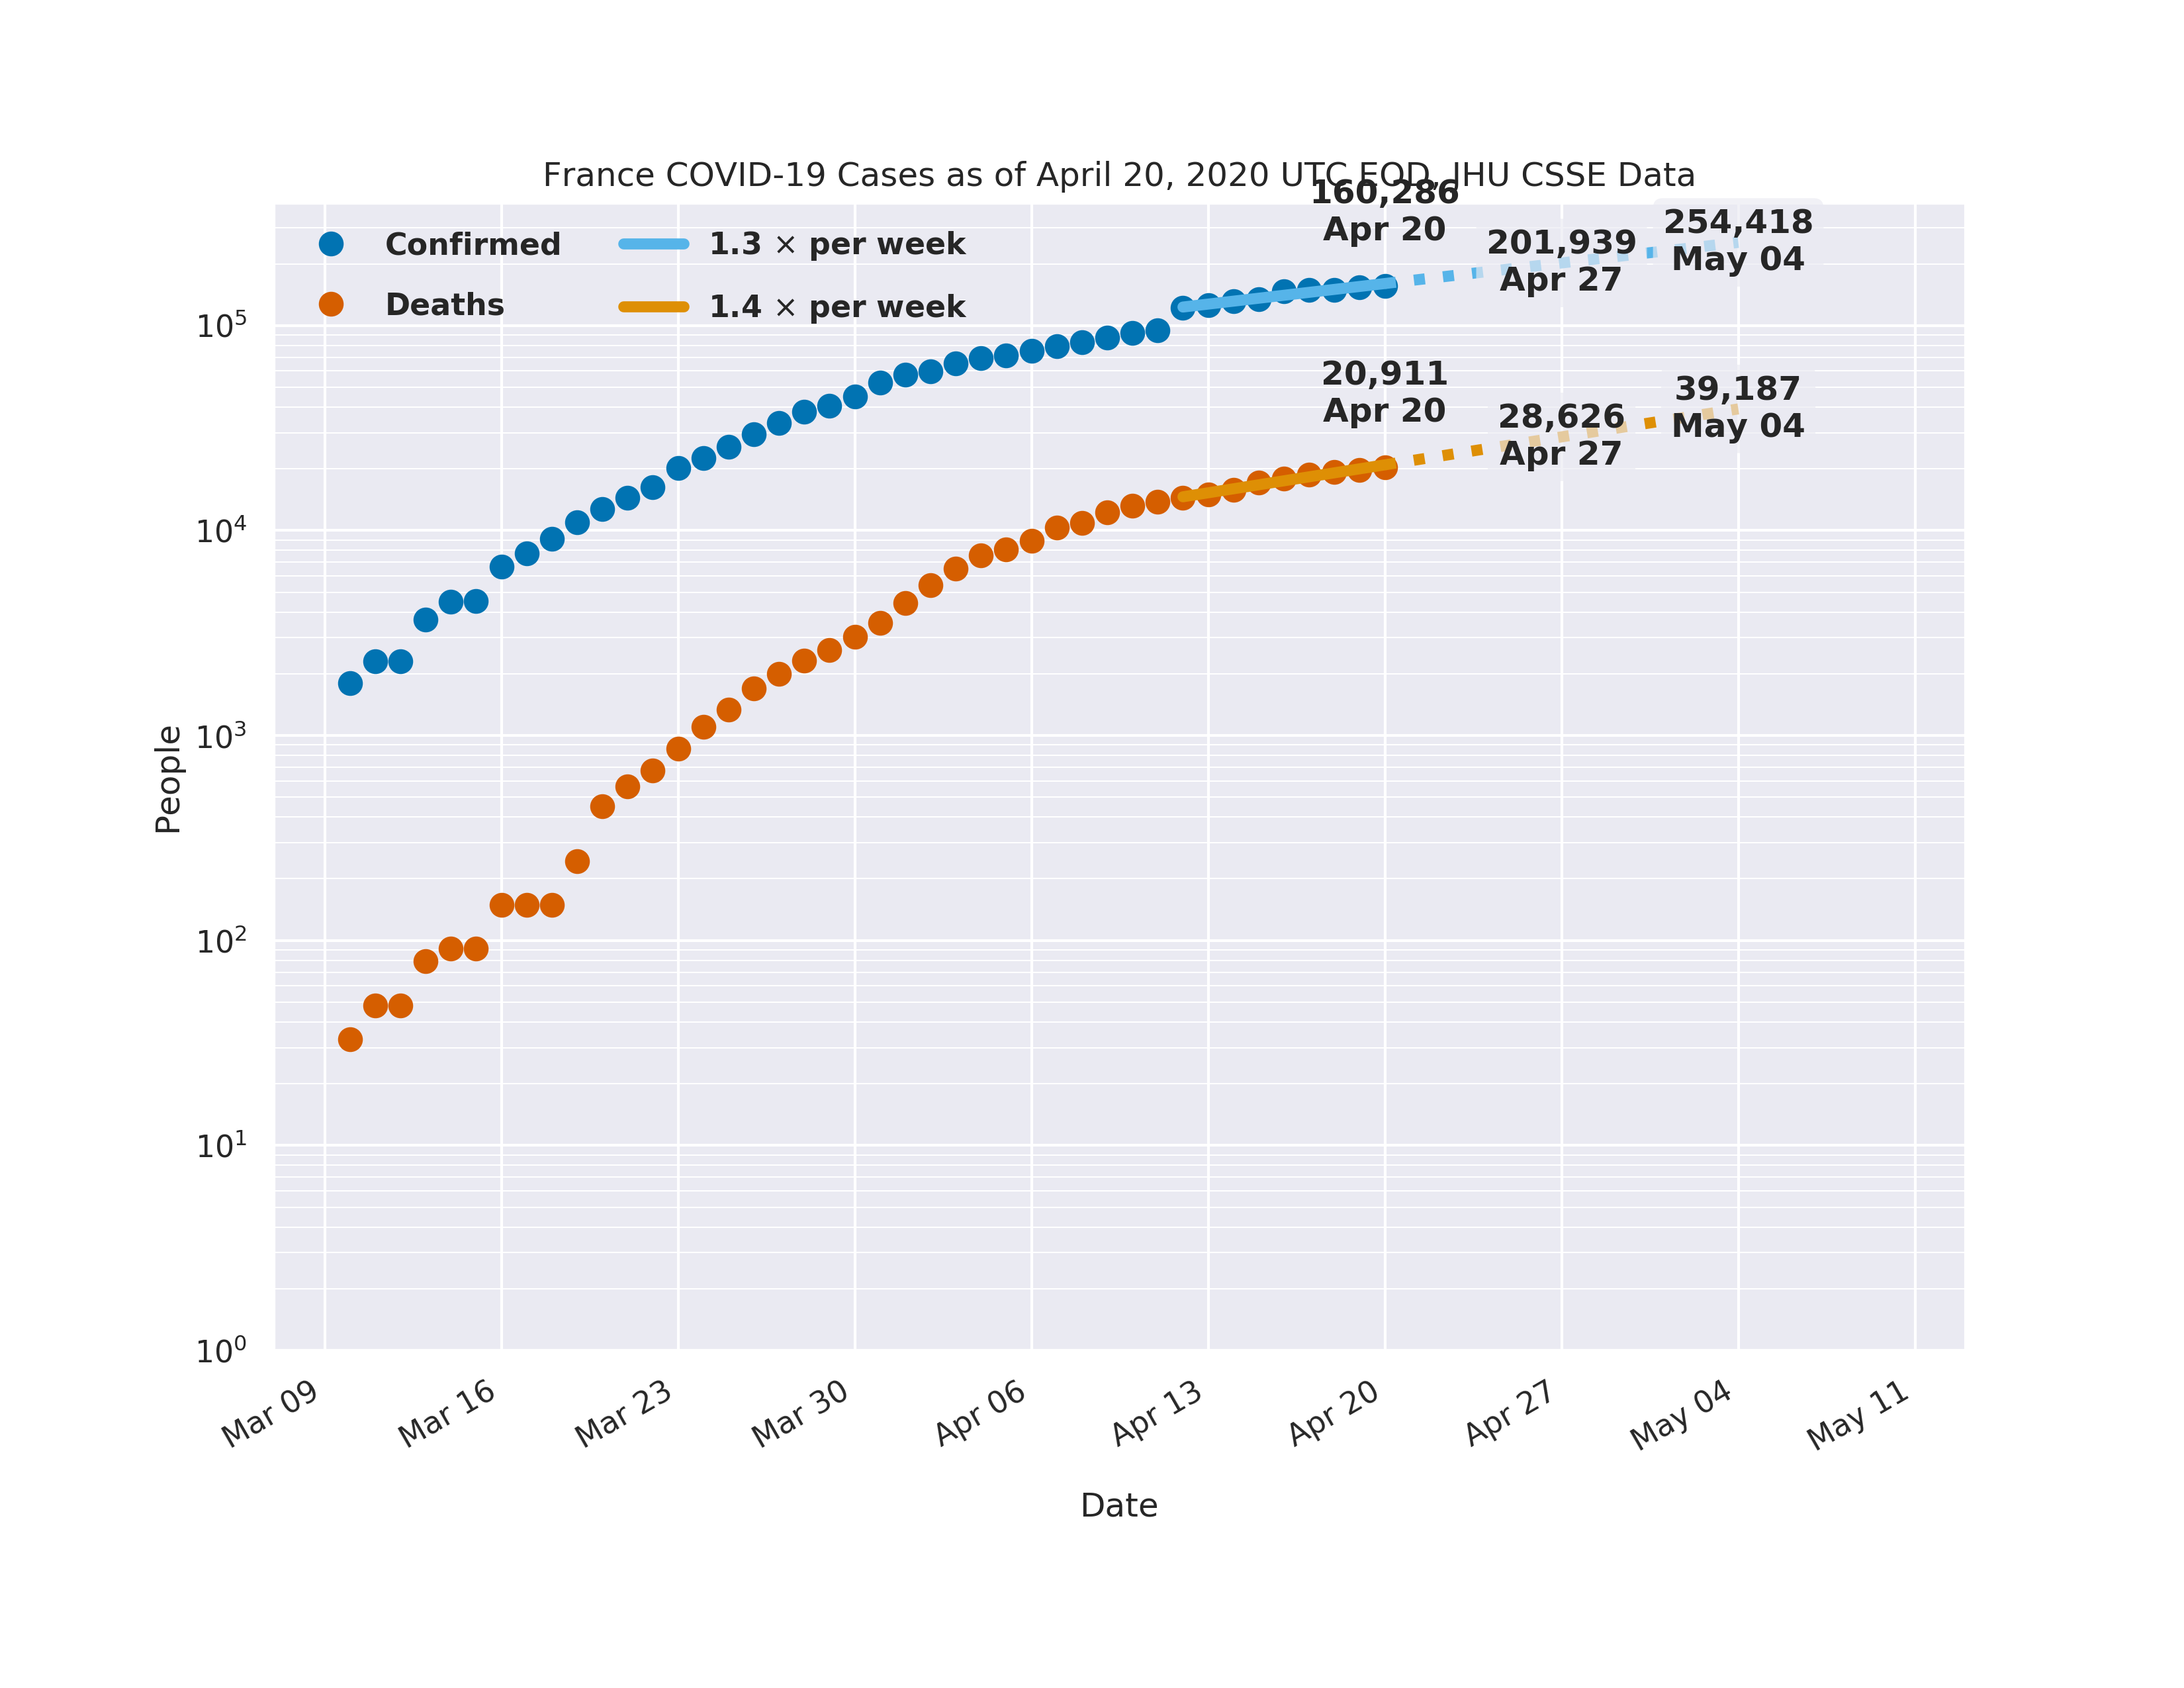 France COVID-19 Cases as of April 20, 2020 UTC EOD, JHU CSSE Data
160,286
Apr 20
201,939
Apr 27
254,418
May 04
Confirmed
Deaths
1.3 × per week
1.4 × per week
20,911
Apr 20
28,626
Apr 27
39,187
May 04
People
10⁵
10⁴
10³
10²
10¹
10⁰
Mar 09
Mar 16
Mar 23
Mar 30
Apr 06
Apr 13
Apr 20
Apr 27
May 04
May 11
Date